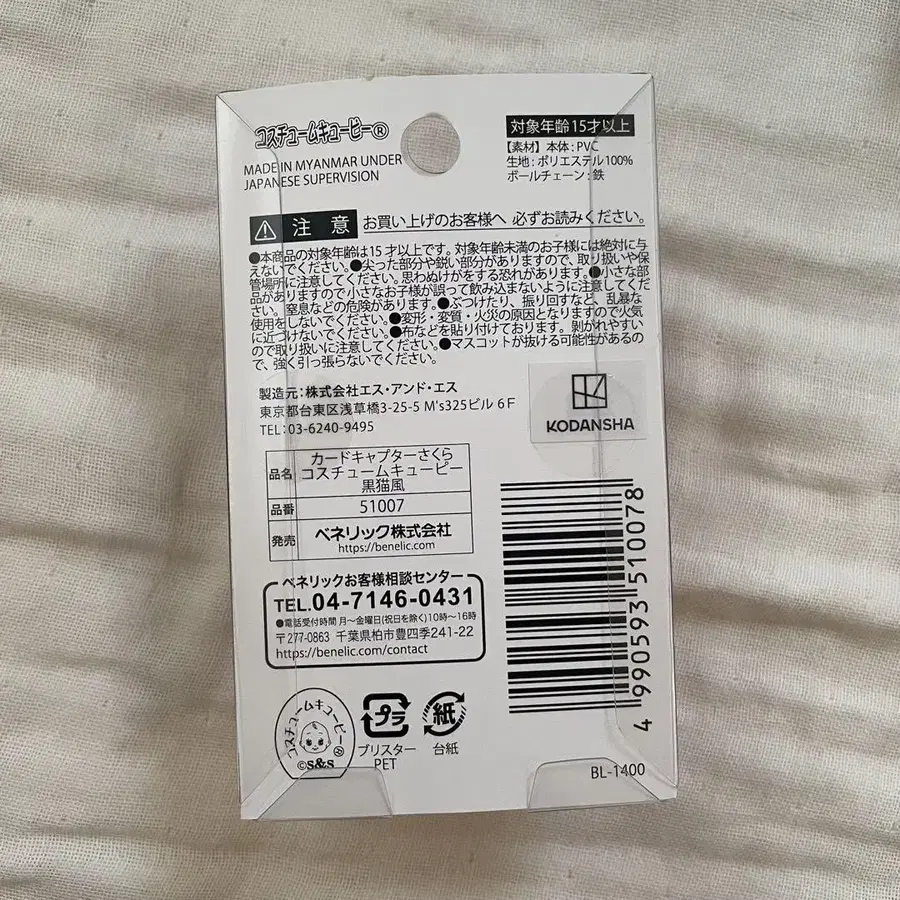 コスチュームキューピー®
MADE IN MYANMAR UNDER
JAPANESE SUPERVISION
対象年齢15才以上
【素材】本体:PVC
生地:ポリエステル100%
ボールチェーン:鉄
注意 お買い上げのお客様へ 必ずお読みください。
●本商品の対象年齢は15才以上です。対象年齢未満のお子様には絶対に与
えないでください。●尖った部分や鋭い部分がありますので、取り扱いや保
管場所に注意してください。思わぬけがをする恐れがあります。●小さな部
品がありますので小さなお子様が誤って飲み込まないように注意してくだ
さい。窒息などの危険があります。●ぶつけたり、振り回すなど、乱暴な
使用をしないでください。●変形・変質・火災の原因となりますので火気
に近づけないでください。●布などを貼り付けております。剝がれやすい
ので取り扱いに注意してください。●マスコットが抜ける可能性があるの
で、強く引っ張らないでください。
製造元:株式会社エス・アンド・エス
東京都台東区浅草橋3-25-5 M's325ビル 6F
TEL:03-6240-9495
KODANSHA
品名 カードキャプターさくら
コスチュームキューピー
黒猫風
品番 51007
発売 ベネリック株式会社
https://benelic.com
ベネリックお客様相談センター
TEL.04-7146-0431
●電話受付時間 月~金曜日(祝日を除く)10時~16時
〒277-0863 千葉県柏市豊四季241-22
https://benelic.com/contact
4 990593 510078
コスチュームキューピー®
©S&S
プラ
ブリスター
PET
紙
台紙
BL-1400